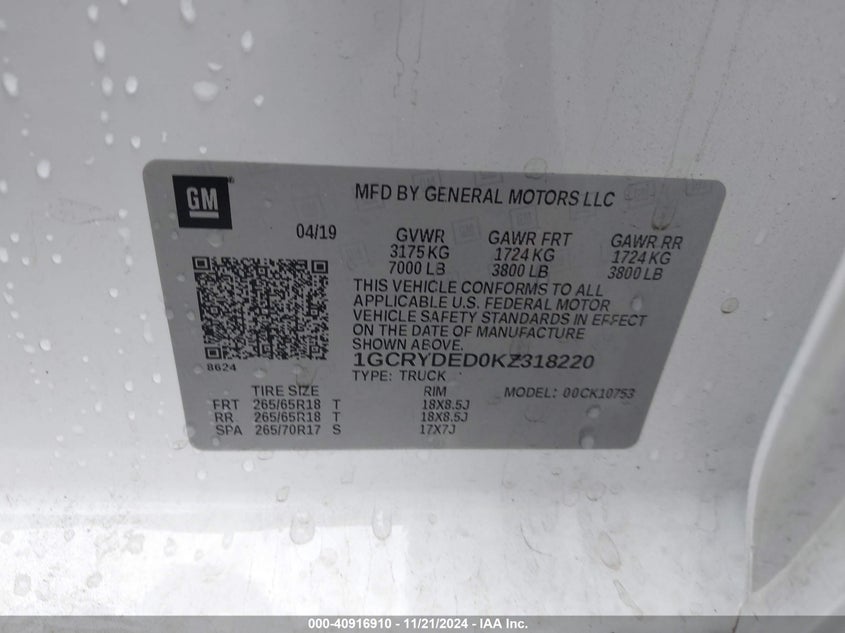 GM
MFD BY GENERAL MOTORS LLC
04/19 GVWR GAWR FRT GAWR RR
3175 KG 1724 KG 1724 KG
7000 LB 3800 LB 3800 LB
THIS VEHICLE CONFORMS TO ALL
APPLICABLE U.S. FEDERAL MOTOR
VEHICLE SAFETY STANDARDS IN EFFECT
ON THE DATE OF MANUFACTURE
SHOWN ABOVE.
8624 1GCRYDED0KZ318220
TYPE: TRUCK
TIRE SIZE RIM MODEL: 00CK10753
FRT 265/65R18 T 18X8.5J
RR 265/65R18 T 18X8.5J
SPA 265/70R17 S 17X7J
000-40916910 - 11/21/2024 - IAA Inc.